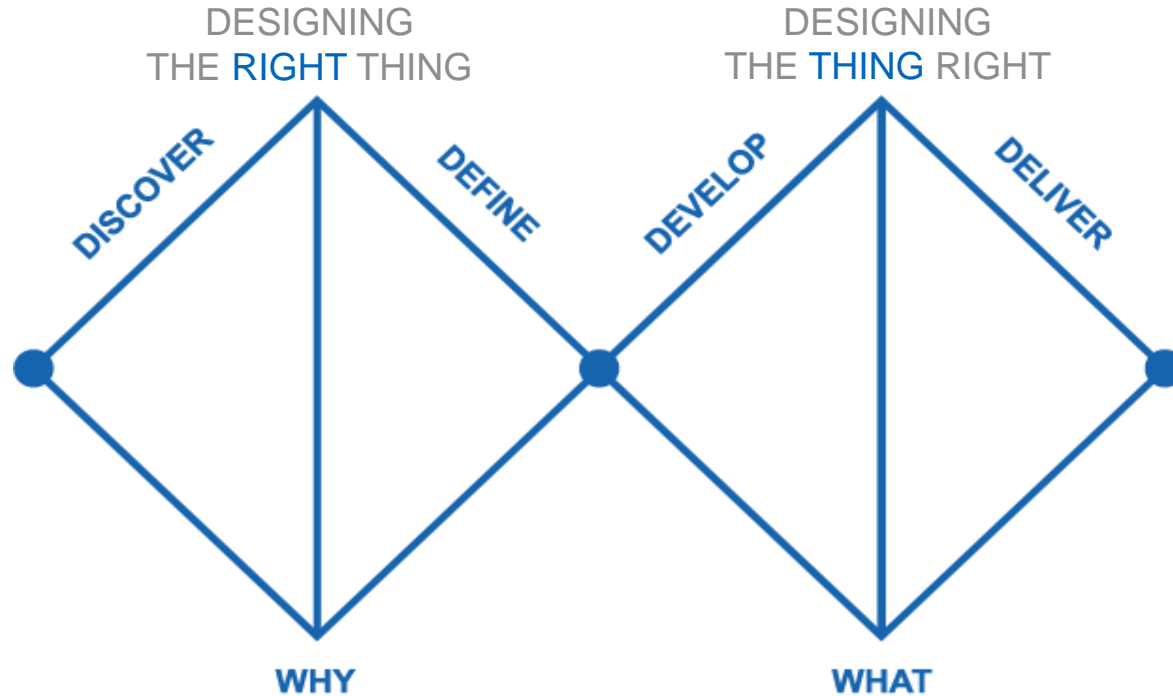 DESIGNING
THE RIGHT THING
DESIGNING
THE THING RIGHT
DISCOVER
DEFINE
DEVELOP
DELIVER
WHY
WHAT